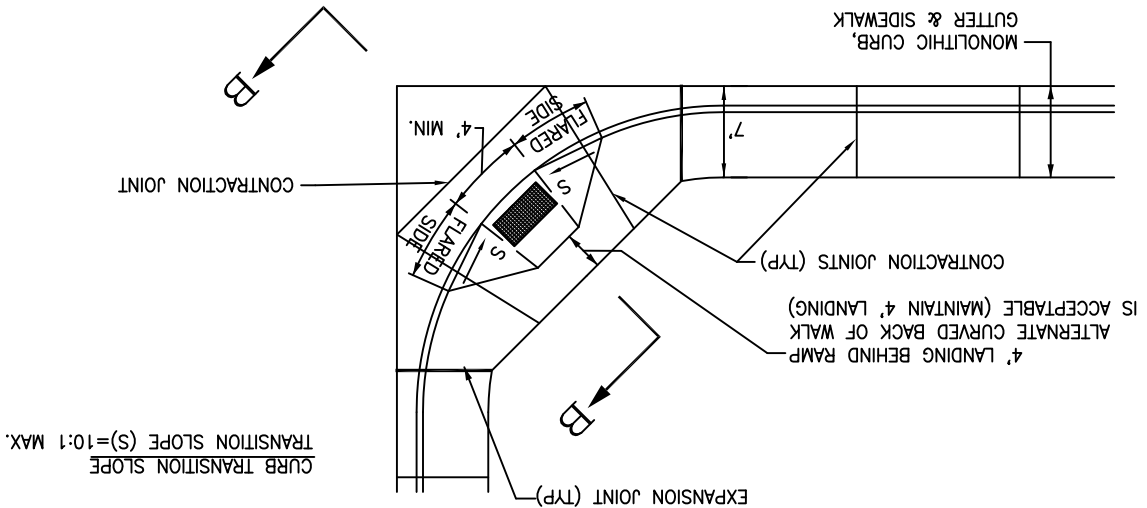 EXPANSION JOINT (TYP)
CURB TRANSITION SLOPE
TRANSITION SLOPE (S)=10:1 MAX.
B
4' LANDING BEHIND RAMP
ALTERNATE CURVED BACK OF WALK
IS ACCEPTABLE (MAINTAIN 4' LANDING)
CONTRACTION JOINTS (TYP)
B
FLARED
SIDE
S
S
CONTRACTION JOINT
4' MIN.
FLARED
SIDE
7'
B
MONOLITHIC CURB,
GUTTER & SIDEWALK